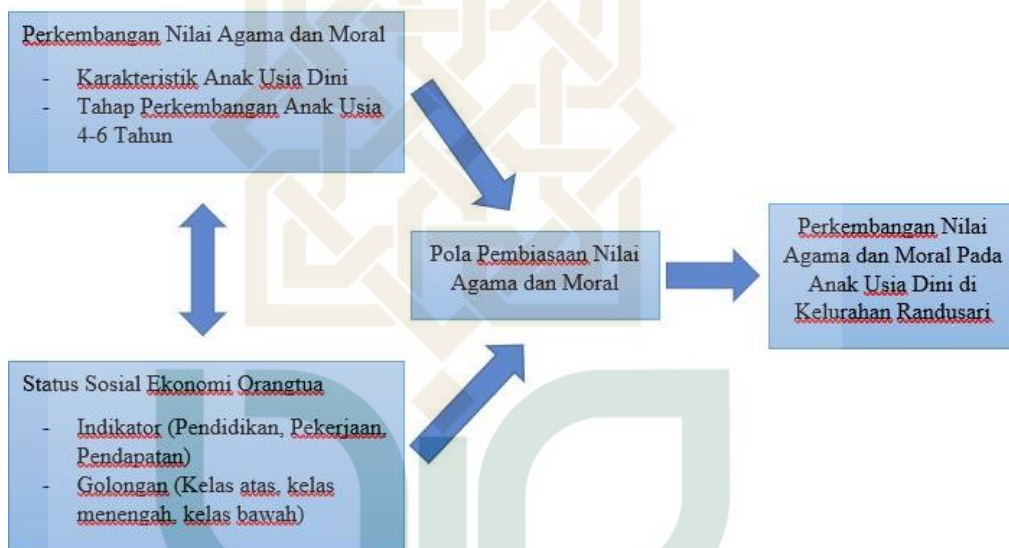 Perkembangan Nilai Agama dan Moral
- Karakteristik Anak Usia Dini
- Tahap Perkembangan Anak Usia
4-6 Tahun
Pola Pembiasaan Nilai
Agama dan Moral
Perkembangan Nilai
Agama dan Moral Pada
Anak Usia Dini di
Kelurahan Randusari
Status Sosial Ekonomi Orangtua
- Indikator (Pendidikan, Pekerjaan,
Pendapatan)
- Golongan (Kelas atas, kelas
menengah, kelas bawah)